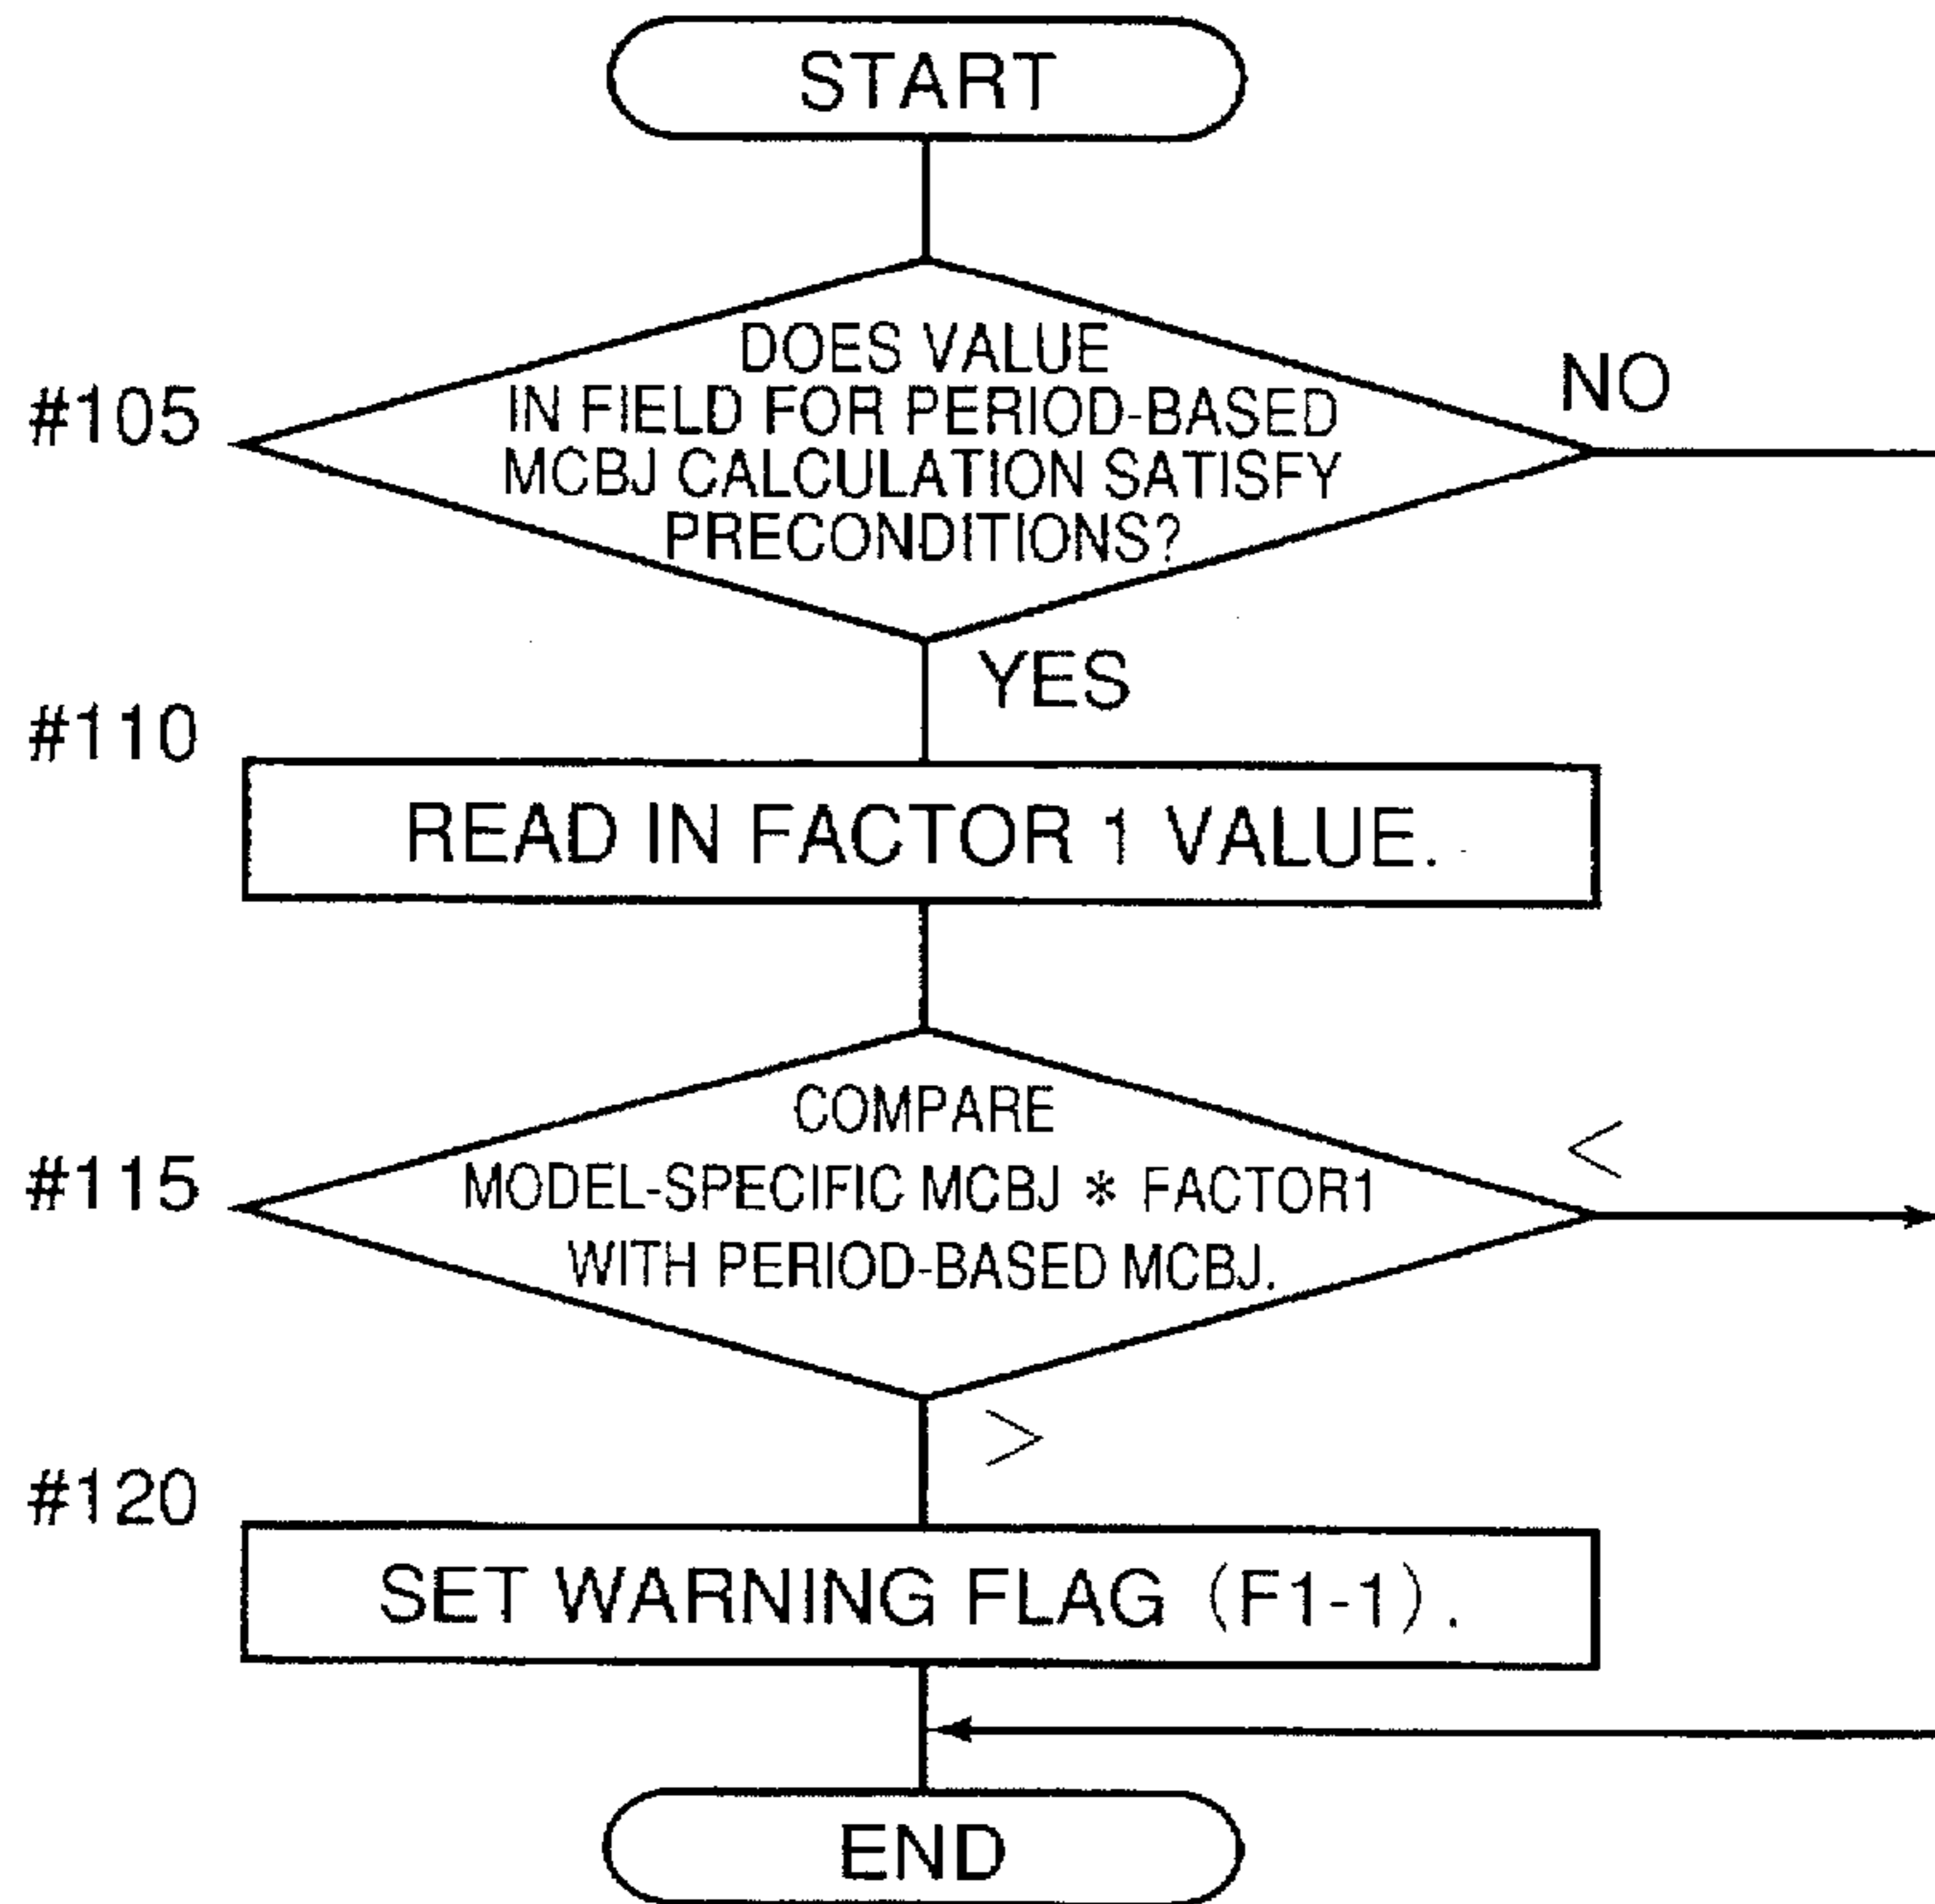 START
DOES VALUE
IN FIELD FOR PERIOD-BASED
MCBJ CALCULATION SATISFY
PRECONDITIONS?
#105
NO
YES
#110
READ IN FACTOR 1 VALUE.
COMPARE
MODEL-SPECIFIC MCBJ * FACTOR1
WITH PERIOD-BASED MCBJ.
#115
<
>
#120
SET WARNING FLAG (F1-1).
END